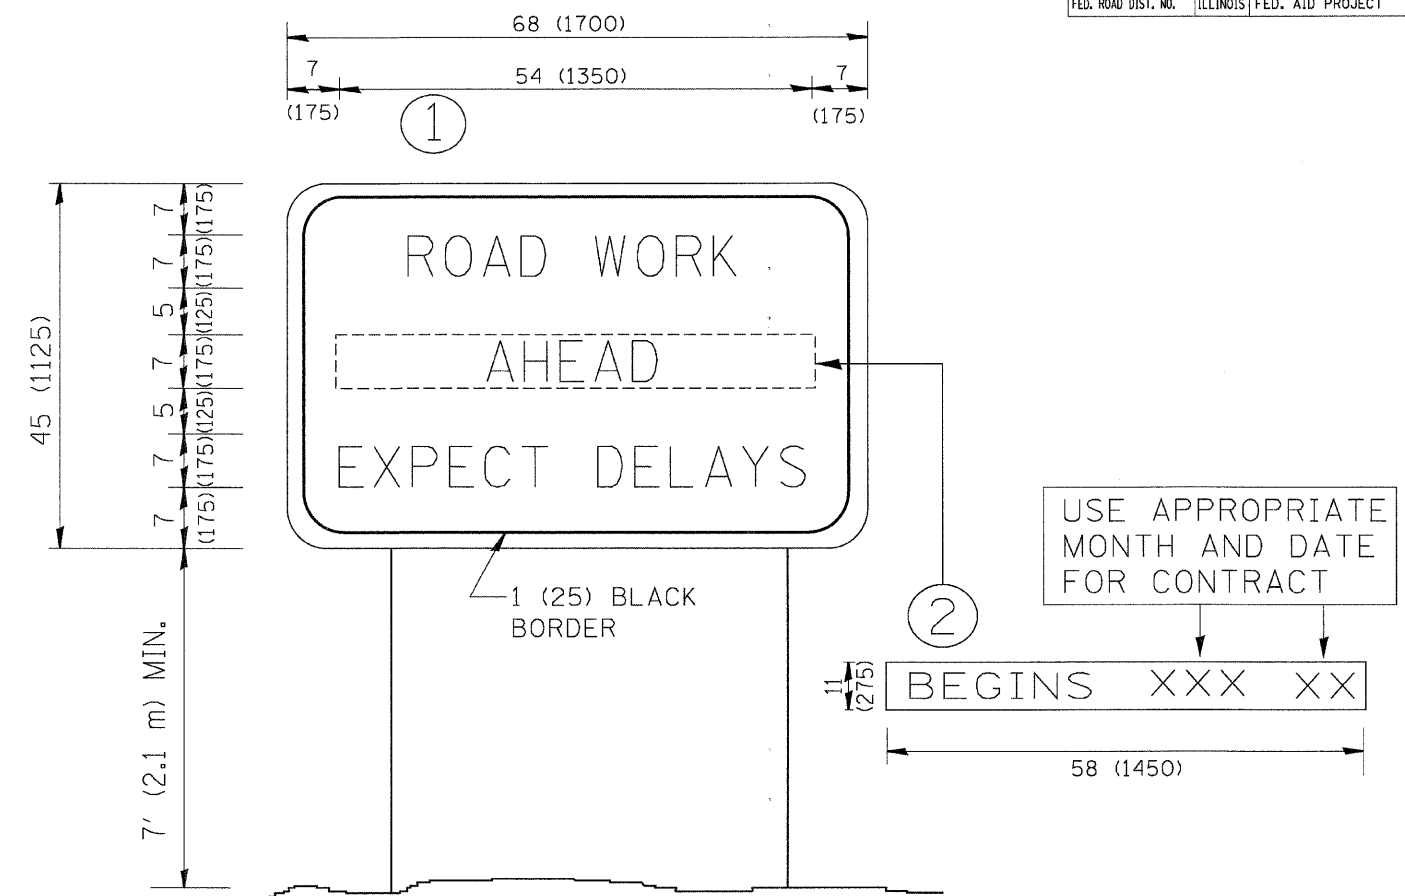 FED. ROAD DIST. NO. ILLINOIS FED. AID PROJECT
68 (1700)
7 54 (1350) 7
(175) (175)
1
45 (1125)
7 (175)
7 (175)
5 (125)
7 (175)
5 (125)
7 (175)
7 (175)
ROAD WORK
AHEAD
EXPECT DELAYS
1 (25) BLACK
BORDER
7' (2.1 m) MIN.
USE APPROPRIATE
MONTH AND DATE
FOR CONTRACT
2
11 (275)
BEGINS XXX XX
58 (1450)